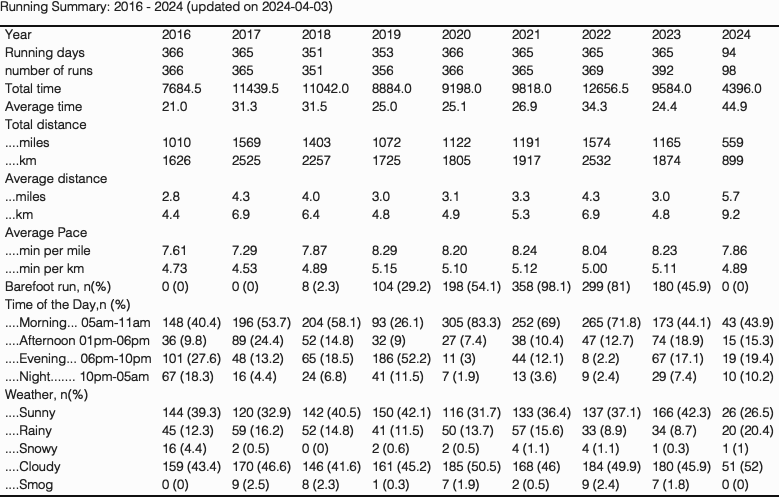 Running Summary: 2016 - 2024 (updated on 2024-04-03)
Year 2016 2017 2018 2019 2020 2021 2022 2023 2024
Running days 366 365 351 353 366 365 365 365 94
number of runs 366 365 351 356 366 365 369 392 98
Total time 7684.5 11439.5 11042.0 8884.0 9198.0 9818.0 12656.5 9584.0 4396.0
Average time 21.0 31.3 31.5 25.0 25.1 26.9 34.3 24.4 44.9
Total distance
....miles 1010 1569 1403 1072 1122 1191 1574 1165 559
....km 1626 2525 2257 1725 1805 1917 2532 1874 899
Average distance
...miles 2.8 4.3 4.0 3.0 3.1 3.3 4.3 3.0 5.7
...km 4.4 6.9 6.4 4.8 4.9 5.3 6.9 4.8 9.2
Average Pace
....min per mile 7.61 7.29 7.87 8.29 8.20 8.24 8.04 8.23 7.86
....min per km 4.73 4.53 4.89 5.15 5.10 5.12 5.00 5.11 4.89
Barefoot run, n(%) 0 (0) 0 (0) 8 (2.3) 104 (29.2) 198 (54.1) 358 (98.1) 299 (81) 180 (45.9) 0 (0)
Time of the Day,n (%)
....Morning... 05am-11am 148 (40.4) 196 (53.7) 204 (58.1) 93 (26.1) 305 (83.3) 252 (69) 265 (71.8) 173 (44.1) 43 (43.9)
....Afternoon 01pm-06pm 36 (9.8) 89 (24.4) 52 (14.8) 32 (9) 27 (7.4) 38 (10.4) 47 (12.7) 74 (18.9) 15 (15.3)
....Evening... 06pm-10pm 101 (27.6) 48 (13.2) 65 (18.5) 186 (52.2) 11 (3) 44 (12.1) 8 (2.2) 67 (17.1) 19 (19.4)
....Night....... 10pm-05am 67 (18.3) 16 (4.4) 24 (6.8) 41 (11.5) 7 (1.9) 13 (3.6) 9 (2.4) 29 (7.4) 10 (10.2)
Weather, n(%)
....Sunny 144 (39.3) 120 (32.9) 142 (40.5) 150 (42.1) 116 (31.7) 133 (36.4) 137 (37.1) 166 (42.3) 26 (26.5)
....Rainy 45 (12.3) 59 (16.2) 52 (14.8) 41 (11.5) 50 (13.7) 57 (15.6) 33 (8.9) 34 (8.7) 20 (20.4)
....Snowy 16 (4.4) 2 (0.5) 0 (0) 2 (0.6) 2 (0.5) 4 (1.1) 4 (1.1) 1 (0.3) 1 (1)
....Cloudy 159 (43.4) 170 (46.6) 146 (41.6) 161 (45.2) 185 (50.5) 168 (46) 184 (49.9) 180 (45.9) 51 (52)
....Smog 0 (0) 9 (2.5) 8 (2.3) 1 (0.3) 7 (1.9) 2 (0.5) 9 (2.4) 7 (1.8) 0 (0)